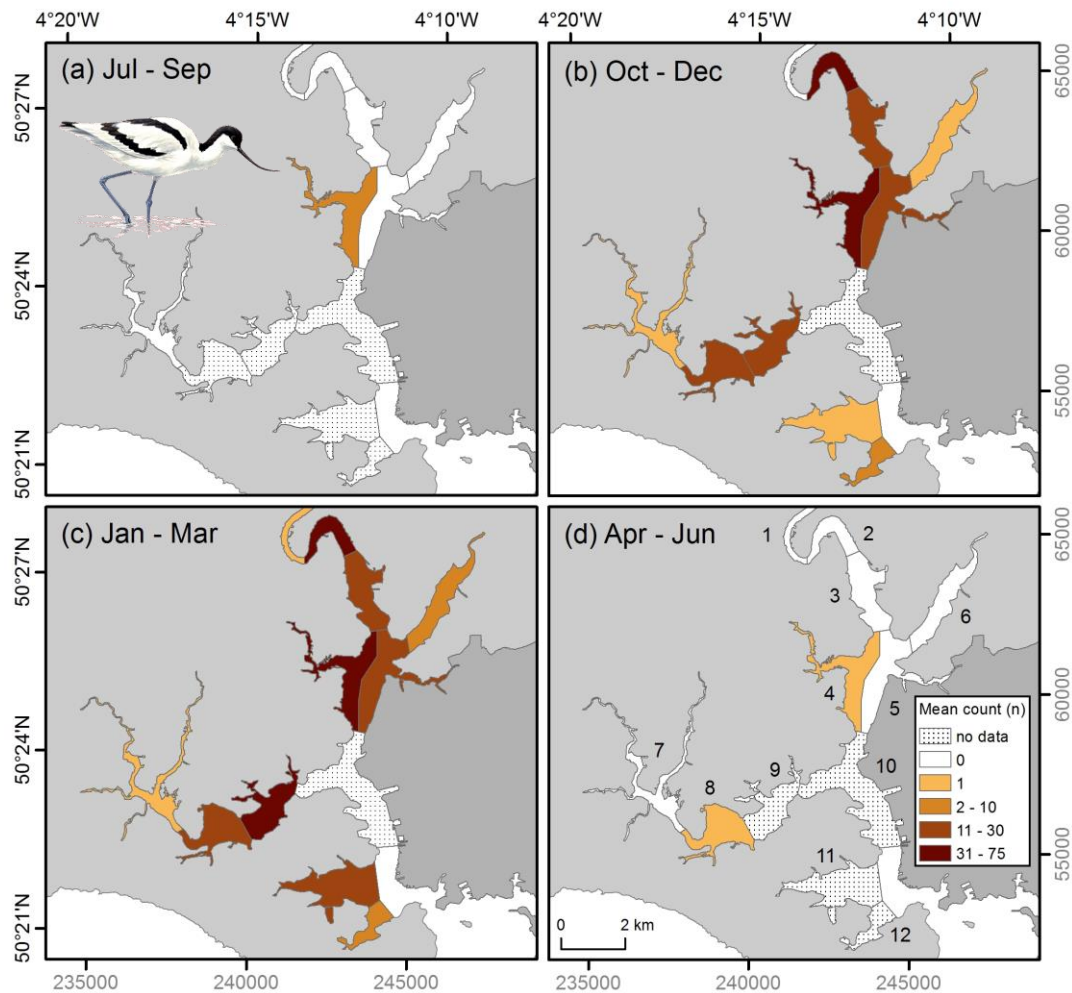 4°20'W
4°15'W
4°10'W
4°20'W
4°15'W
4°10'W
(a) Jul - Sep
(b) Oct - Dec
50°27'N
50°24'N
50°21'N
65000
60000
55000
(c) Jan - Mar
(d) Apr - Jun
50°27'N
50°24'N
50°21'N
1
2
3
6
4
5
7
8
9
10
11
12
Mean count (n)
no data
0
1
2 - 10
11 - 30
31 - 75
0 2 km
65000
60000
55000
235000
240000
245000
235000
240000
245000